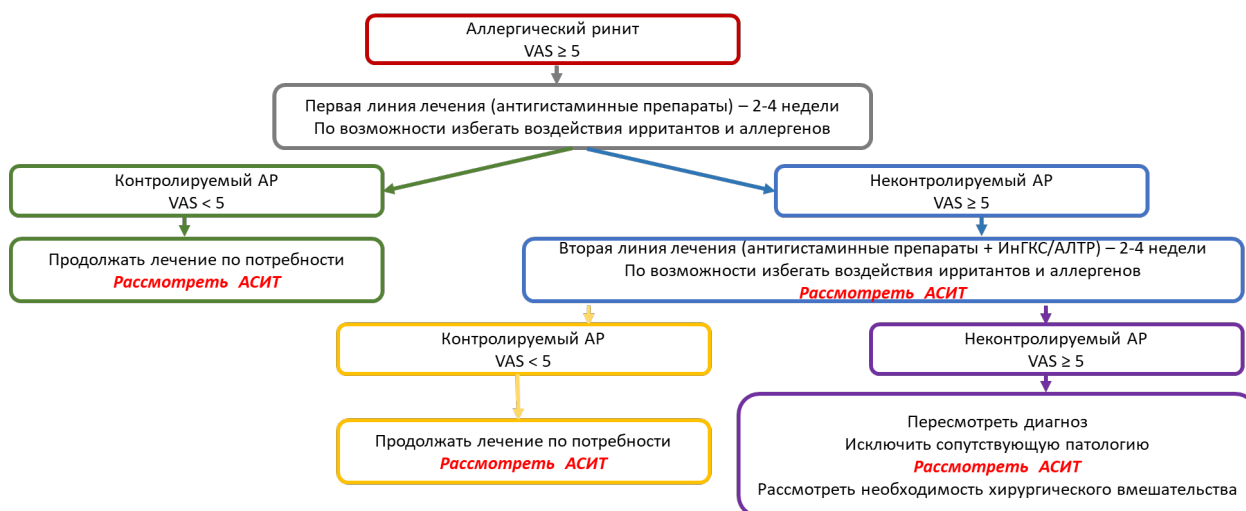 Аллергический ринит
VAS ≥ 5
Первая линия лечения (антигистаминные препараты) – 2-4 недели
По возможности избегать воздействия ирритантов и аллергенов
Контролируемый АР
VAS < 5
Неконтролируемый АР
VAS ≥ 5
Продолжать лечение по потребности
Рассмотреть АСИТ
Вторая линия лечения (антигистаминные препараты + ИнГКС/АЛТР) – 2-4 недели
По возможности избегать воздействия ирритантов и аллергенов
Рассмотреть АСИТ
Контролируемый АР
VAS < 5
Неконтролируемый АР
VAS ≥ 5
Продолжать лечение по потребности
Рассмотреть АСИТ
Пересмотреть диагноз
Исключить сопутствующую патологию
Рассмотреть АСИТ
Рассмотреть необходимость хирургического вмешательства